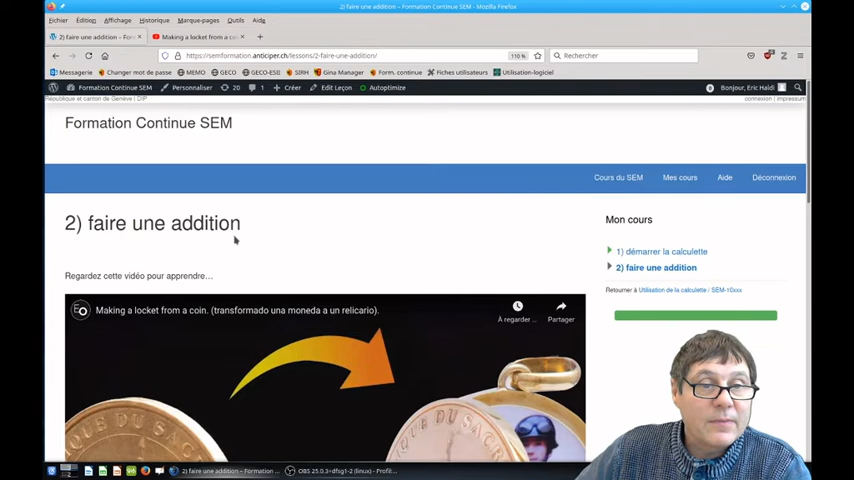 2) faire une addition – Formation Continue SEM – Mozilla Firefox
Fichier Édition Affichage Historique Marque-pages Outils Aide
2) faire une addition – Fo
Making a locket from a c
https://semformation.anticiper.ch/lessons/2-faire-une-addition/
110 %
Rechercher
Messagerie Changer mot de passe MEMO GECO GECO-ESII SIRH Gina Manager Form. continue Fiches utilisateurs Utilisation-logiciel
Formation Continue SEM Personnaliser 20 1 Créer Edit Leçon Autoptimize 0 Bonjour, Eric Haldi
République et canton de Genève | DIP
connexion | impressum
Formation Continue SEM
Cours du SEM Mes cours Aide Déconnexion
2) faire une addition
Mon cours
1) démarrer la calculette
2) faire une addition
Retourner à Utilisation de la calculette / SEM-10xxx
Regardez cette vidéo pour apprendre…
EO
Making a locket from a coin. (transformado una moneda a un relicario).
À regarder ...
Partager
QUE DU SACR
2) faire une addition – Formation ...
OBS 25.0.3+dfsg1-2 (linux) - Profil...